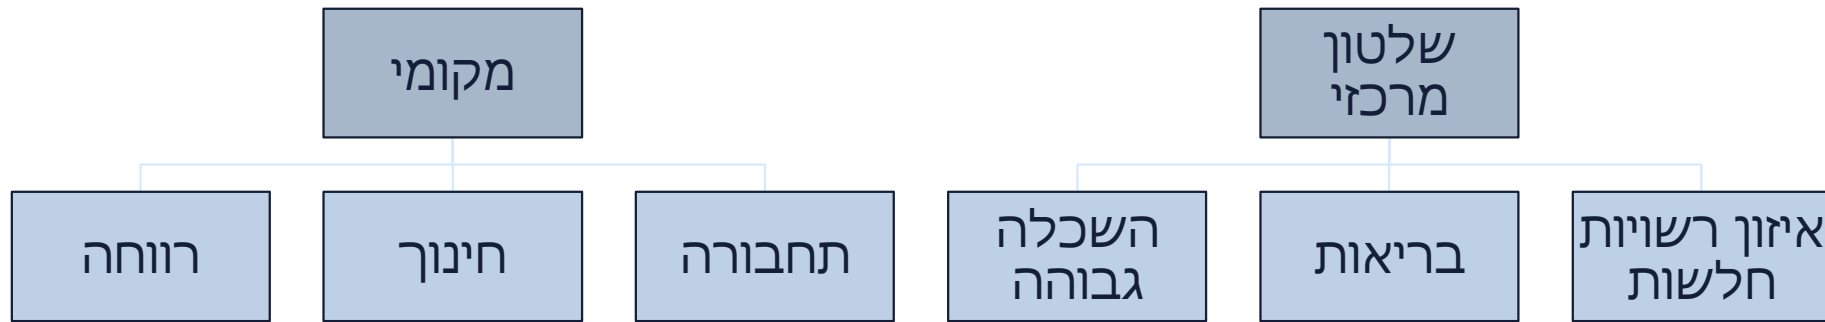 שלטון
מרכזי
מקומי
איזון רשויות
חלשות
בריאות
השכלה
גבוהה
תחבורה
חינוך
רווחה